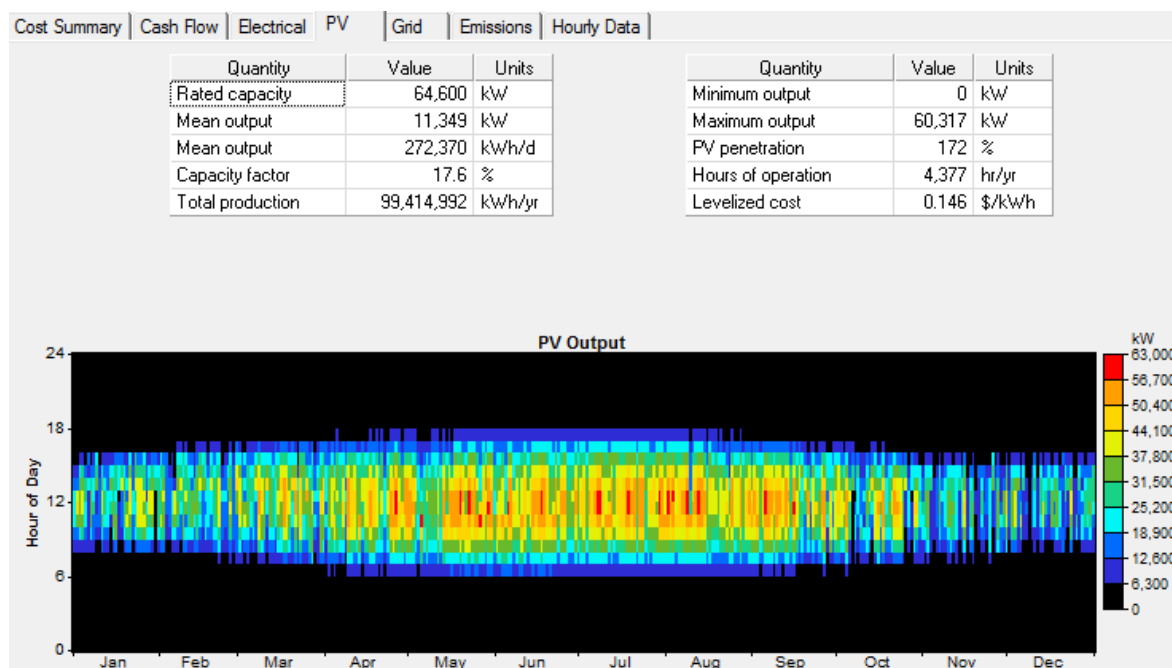 Cost Summary Cash Flow Electrical PV Grid Emissions Hourly Data
Quantity Value Units
Rated capacity 64,600 kW
Mean output 11,349 kW
Mean output 272,370 kWh/d
Capacity factor 17.6 %
Total production 99,414,992 kWh/yr
Quantity Value Units
Minimum output 0 kW
Maximum output 60,317 kW
PV penetration 172 %
Hours of operation 4,377 hr/yr
Levelized cost 0.146 $/kWh
PV Output
Hour of Day
24
18
12
6
0
Jan Feb Mar Apr May Jun Jul Aug Sep Oct Nov Dec
kW
63,000
56,700
50,400
44,100
37,800
31,500
25,200
18,900
12,600
6,300
0